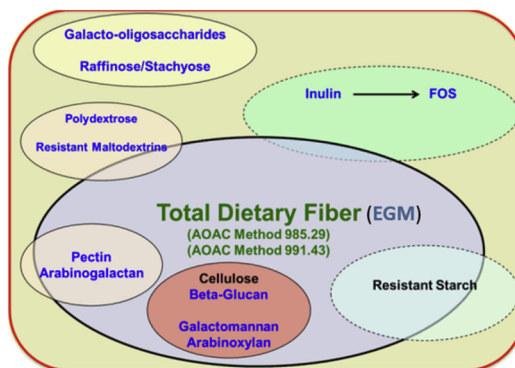 Galacto-oligosaccharides
Raffinose/Stachyose
Inulin FOS
Polydextrose
Resistant Maltodextrins
Total Dietary Fiber (EGM)
(AOAC Method 985.29)
(AOAC Method 991.43)
Pectin
Arabinogalactan
Cellulose
Beta-Glucan
Galactomannan
Arabinoxylan
Resistant Starch